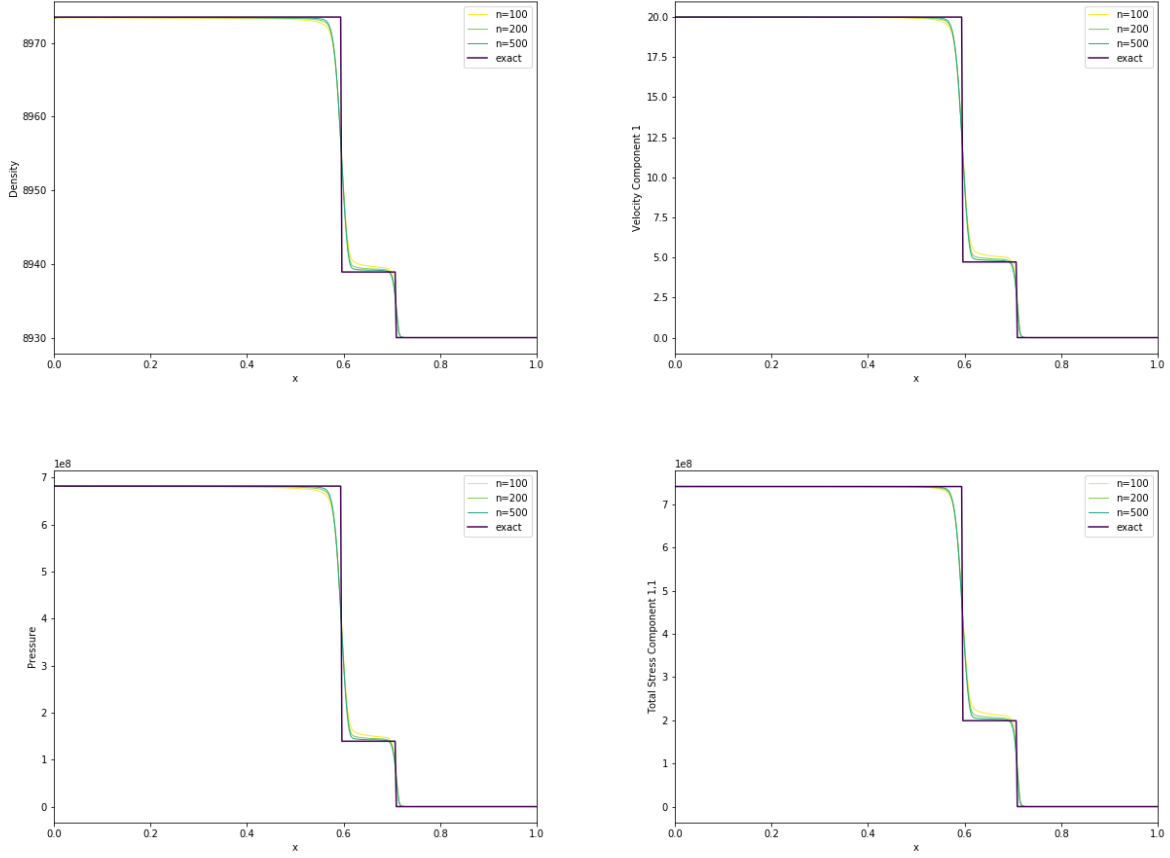 n=100
n=200
n=500
exact
8970
8960
8950
8940
8930
Density
0.0 0.2 0.4 0.6 0.8 1.0
x
n=100
n=200
n=500
exact
20.0
17.5
15.0
12.5
10.0
7.5
5.0
2.5
0.0
Velocity Component 1
0.0 0.2 0.4 0.6 0.8 1.0
x
1e8
n=100
n=200
n=500
exact
7
6
5
4
3
2
1
0
Pressure
0.0 0.2 0.4 0.6 0.8 1.0
x
1e8
n=100
n=200
n=500
exact
7
6
5
4
3
2
1
0
Total Stress Component 1,1
0.0 0.2 0.4 0.6 0.8 1.0
x